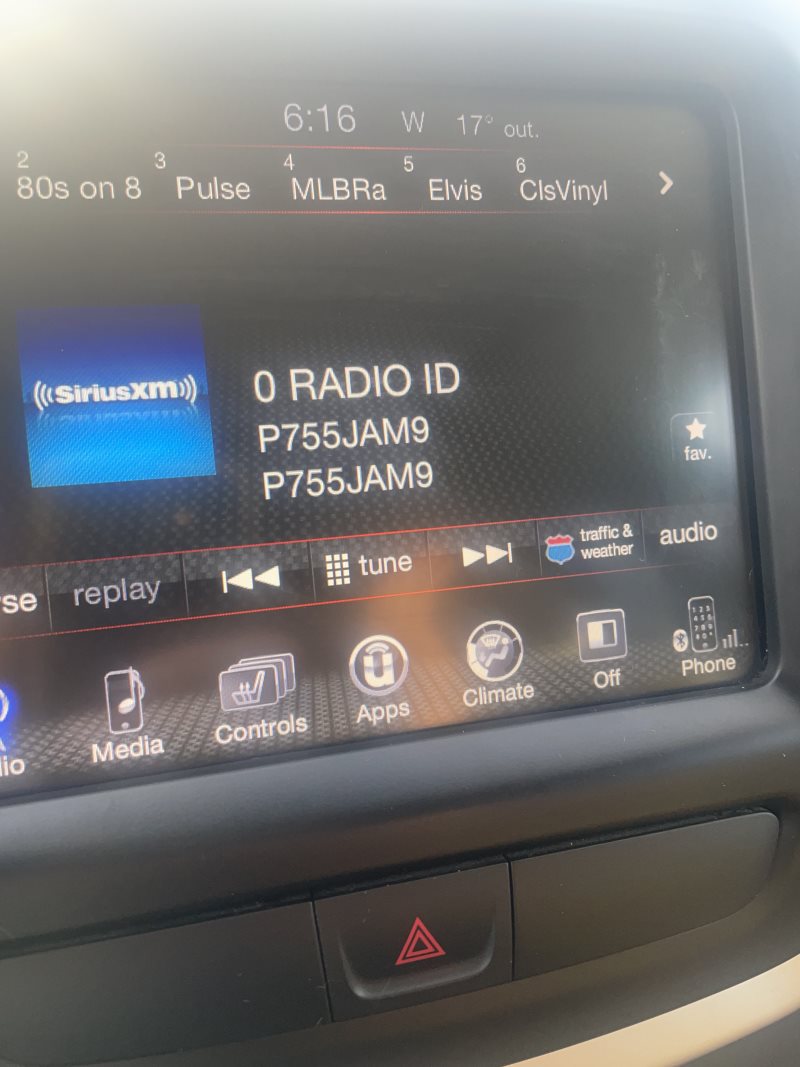 6:16 W 17° out.
2 3 4 5 6
80s on 8 Pulse MLBRa Elvis ClsVinyl
((SiriusXM))
0 RADIO ID
P755JAM9
P755JAM9
fav.
replay tune traffic & weather audio
Media Controls Apps Climate Off Phone